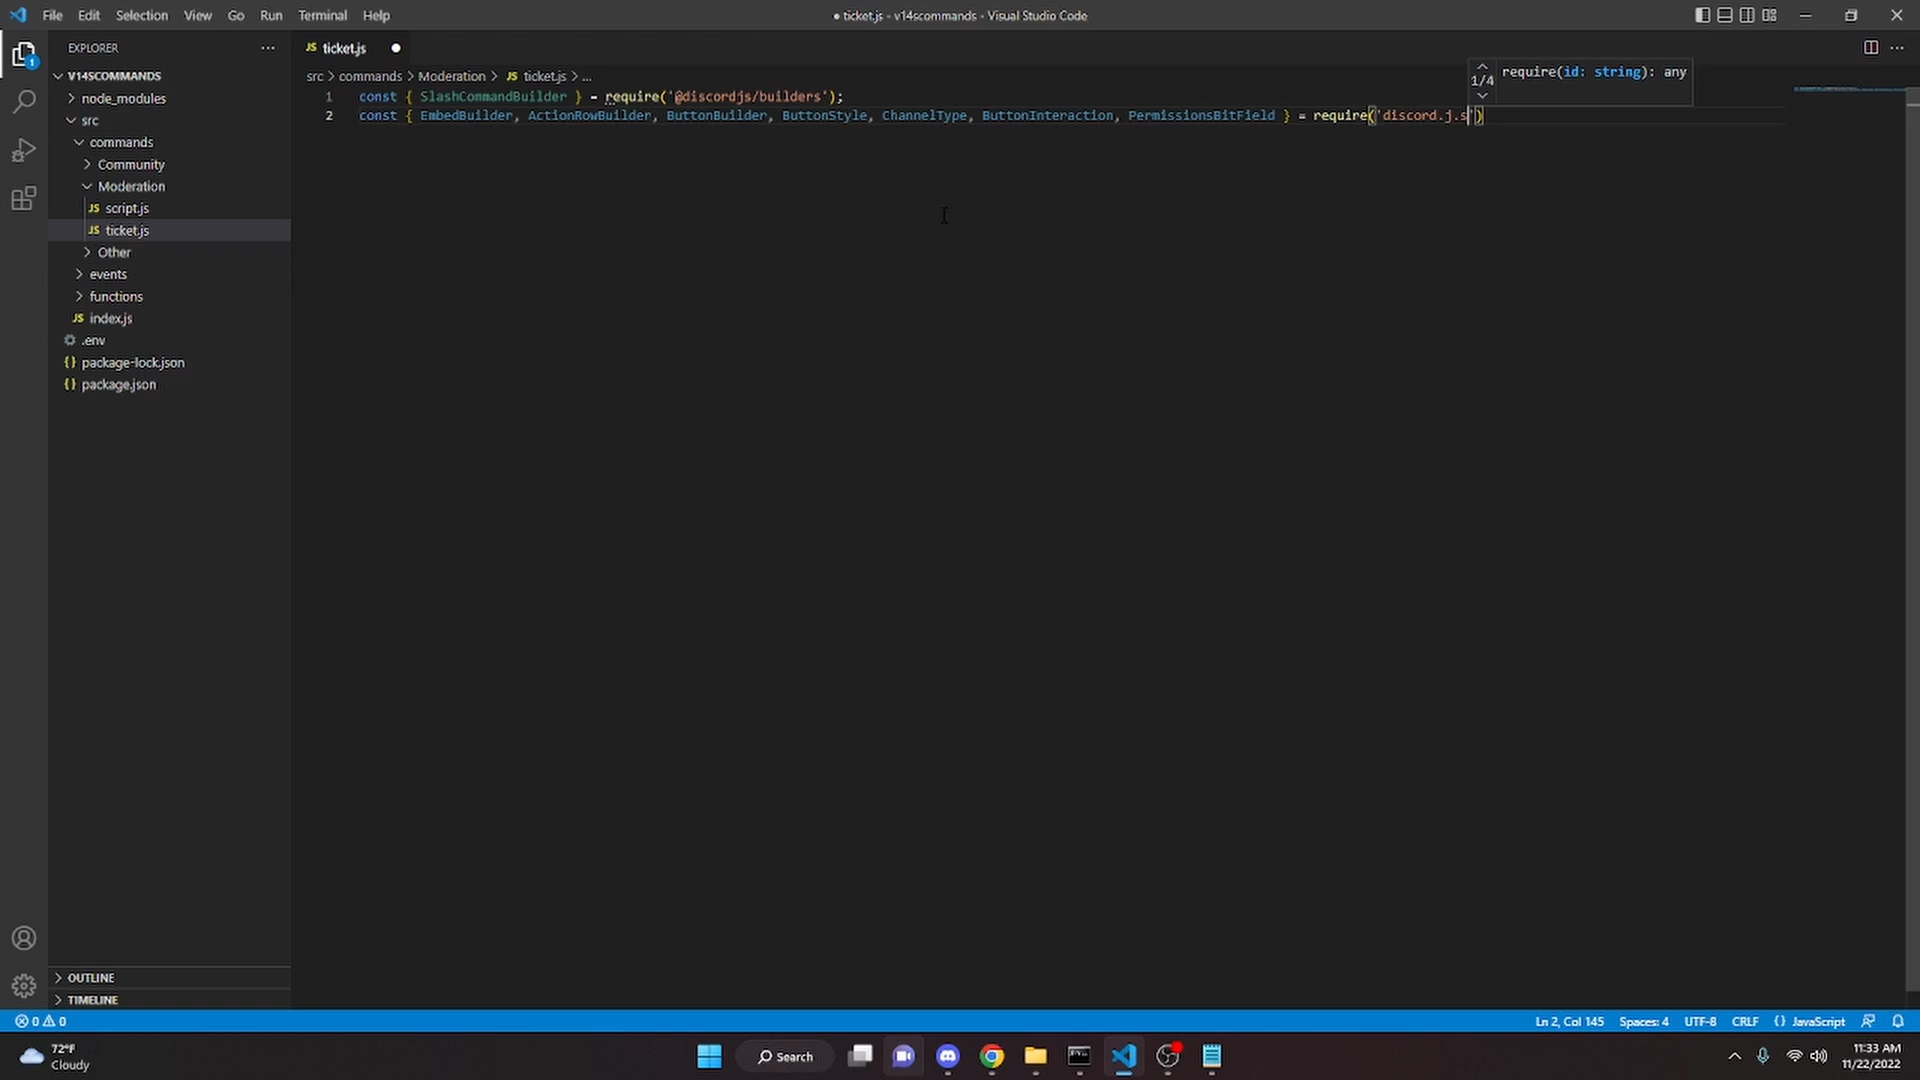 File Edit Selection View Go Run Terminal Help
● ticket.js - v14scommands - Visual Studio Code
EXPLORER
1
V14SCOMMANDS
node_modules
src
commands
Community
Moderation
JS script.js
JS ticket.js
Other
events
functions
JS index.js
.env
{} package-lock.json
{} package.json
OUTLINE
TIMELINE
JS ticket.js ●
src > commands > Moderation > JS ticket.js > ...
1/4 require(id: string): any
1 const { SlashCommandBuilder } = require('@discordjs/builders');
2 const { EmbedBuilder, ActionRowBuilder, ButtonBuilder, ButtonStyle, ChannelType, ButtonInteraction, PermissionsBitField } = require('discord.j.s')
0 0
Ln 2, Col 145 Spaces: 4 UTF-8 CRLF {} JavaScript
72°F
Cloudy
Search
11:33 AM
11/22/2022